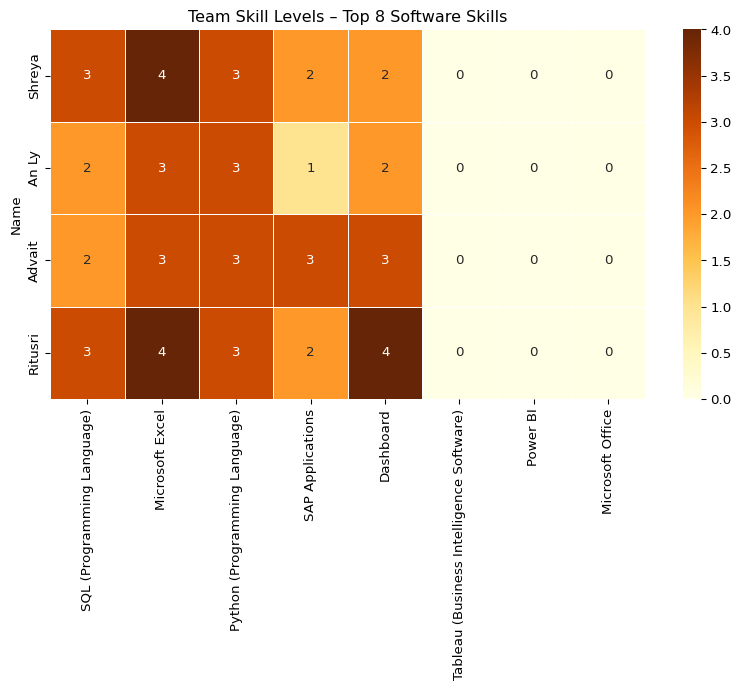 Team Skill Levels – Top 8 Software Skills
Name
Shreya 3 4 3 2 2 0 0 0
An Ly 2 3 3 1 2 0 0 0
Advait 2 3 3 3 3 0 0 0
Ritusri 3 4 3 2 4 0 0 0
SQL (Programming Language)
Microsoft Excel
Python (Programming Language)
SAP Applications
Dashboard
Tableau (Business Intelligence Software)
Power BI
Microsoft Office
4.0
3.5
3.0
2.5
2.0
1.5
1.0
0.5
0.0